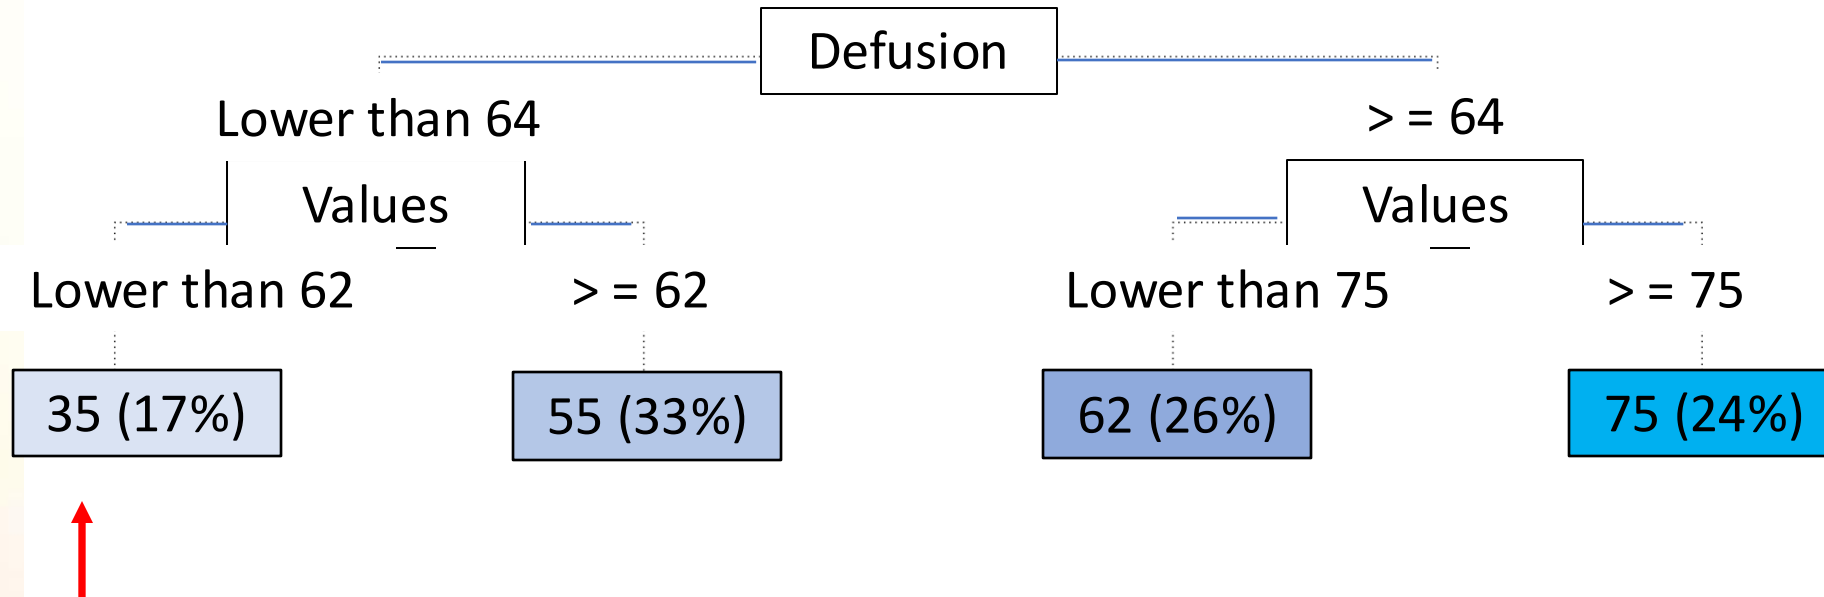 Defusion
Lower than 64
> = 64
Values
Values
Lower than 62
> = 62
Lower than 75
> = 75
35 (17%)
55 (33%)
62 (26%)
75 (24%)